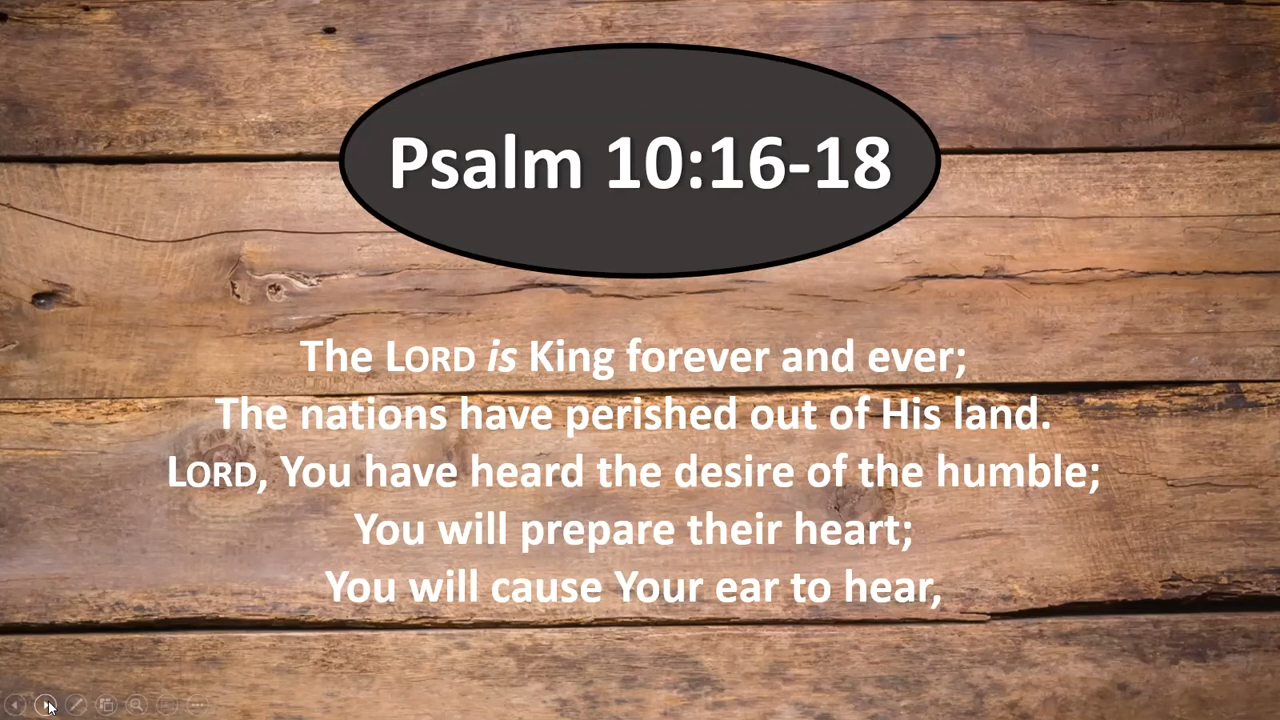 Psalm 10:16-18
The LORD is King forever and ever;
The nations have perished out of His land.
LORD, You have heard the desire of the humble;
You will prepare their heart;
You will cause Your ear to hear,